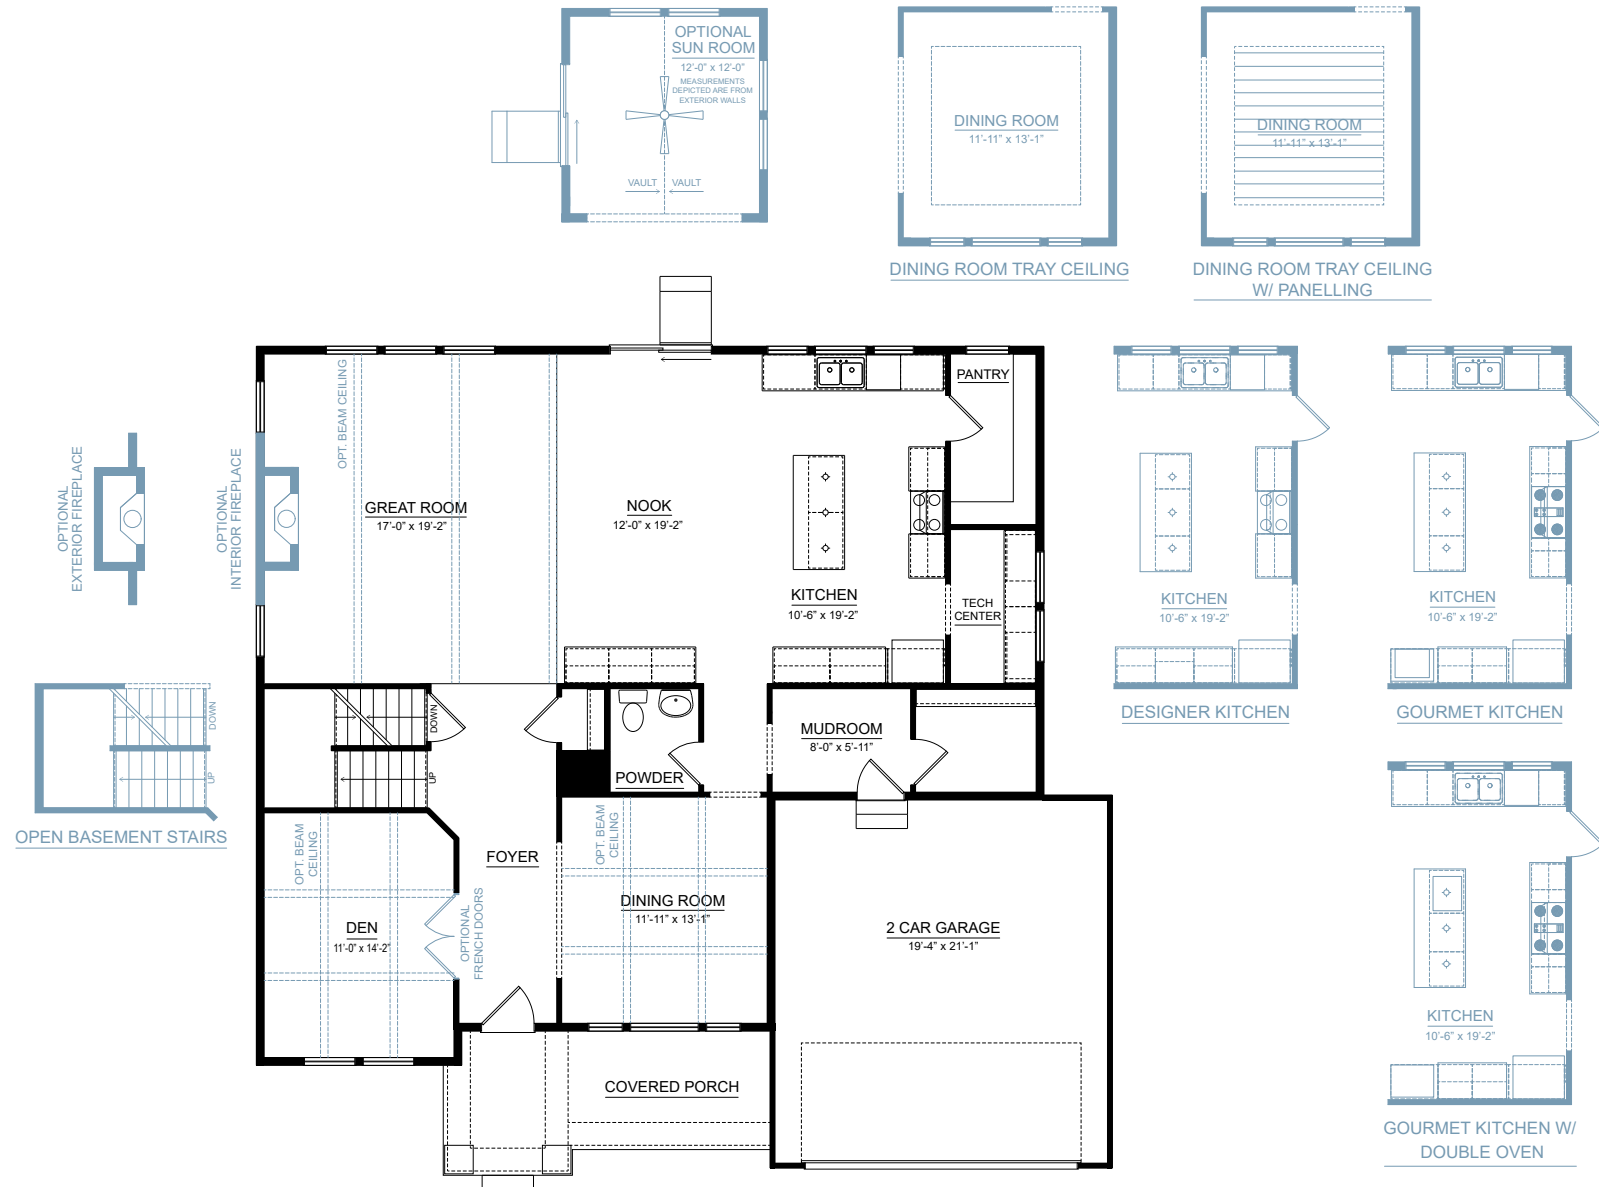 OPTIONAL
SUN ROOM
12'-0" x 12'-0"
MEASUREMENTS
DEPICTED ARE FROM
EXTERIOR WALLS
VAULT
VAULT
DINING ROOM
11'-11" x 13'-1"
DINING ROOM TRAY CEILING
DINING ROOM
11'-11" x 13'-1"
DINING ROOM TRAY CEILING
W/ PANELLING
OPTIONAL
EXTERIOR FIREPLACE
OPTIONAL
INTERIOR FIREPLACE
OPT. BEAM CEILING
GREAT ROOM
17'-0" x 19'-2"
NOOK
12'-0" x 19'-2"
KITCHEN
10'-6" x 19'-2"
PANTRY
TECH
CENTER
KITCHEN
10'-6" x 19'-2"
DESIGNER KITCHEN
KITCHEN
10'-6" x 19'-2"
GOURMET KITCHEN
DOWN
UP
OPEN BASEMENT STAIRS
DOWN
UP
POWDER
MUDROOM
8'-0" x 5'-11"
OPT. BEAM
CEILING
DEN
11'-0" x 14'-2"
FOYER
OPTIONAL
FRENCH DOORS
OPT. BEAM
CEILING
DINING ROOM
11'-11" x 13'-1"
2 CAR GARAGE
19'-4" x 21'-1"
COVERED PORCH
KITCHEN
10'-6" x 19'-2"
GOURMET KITCHEN W/
DOUBLE OVEN